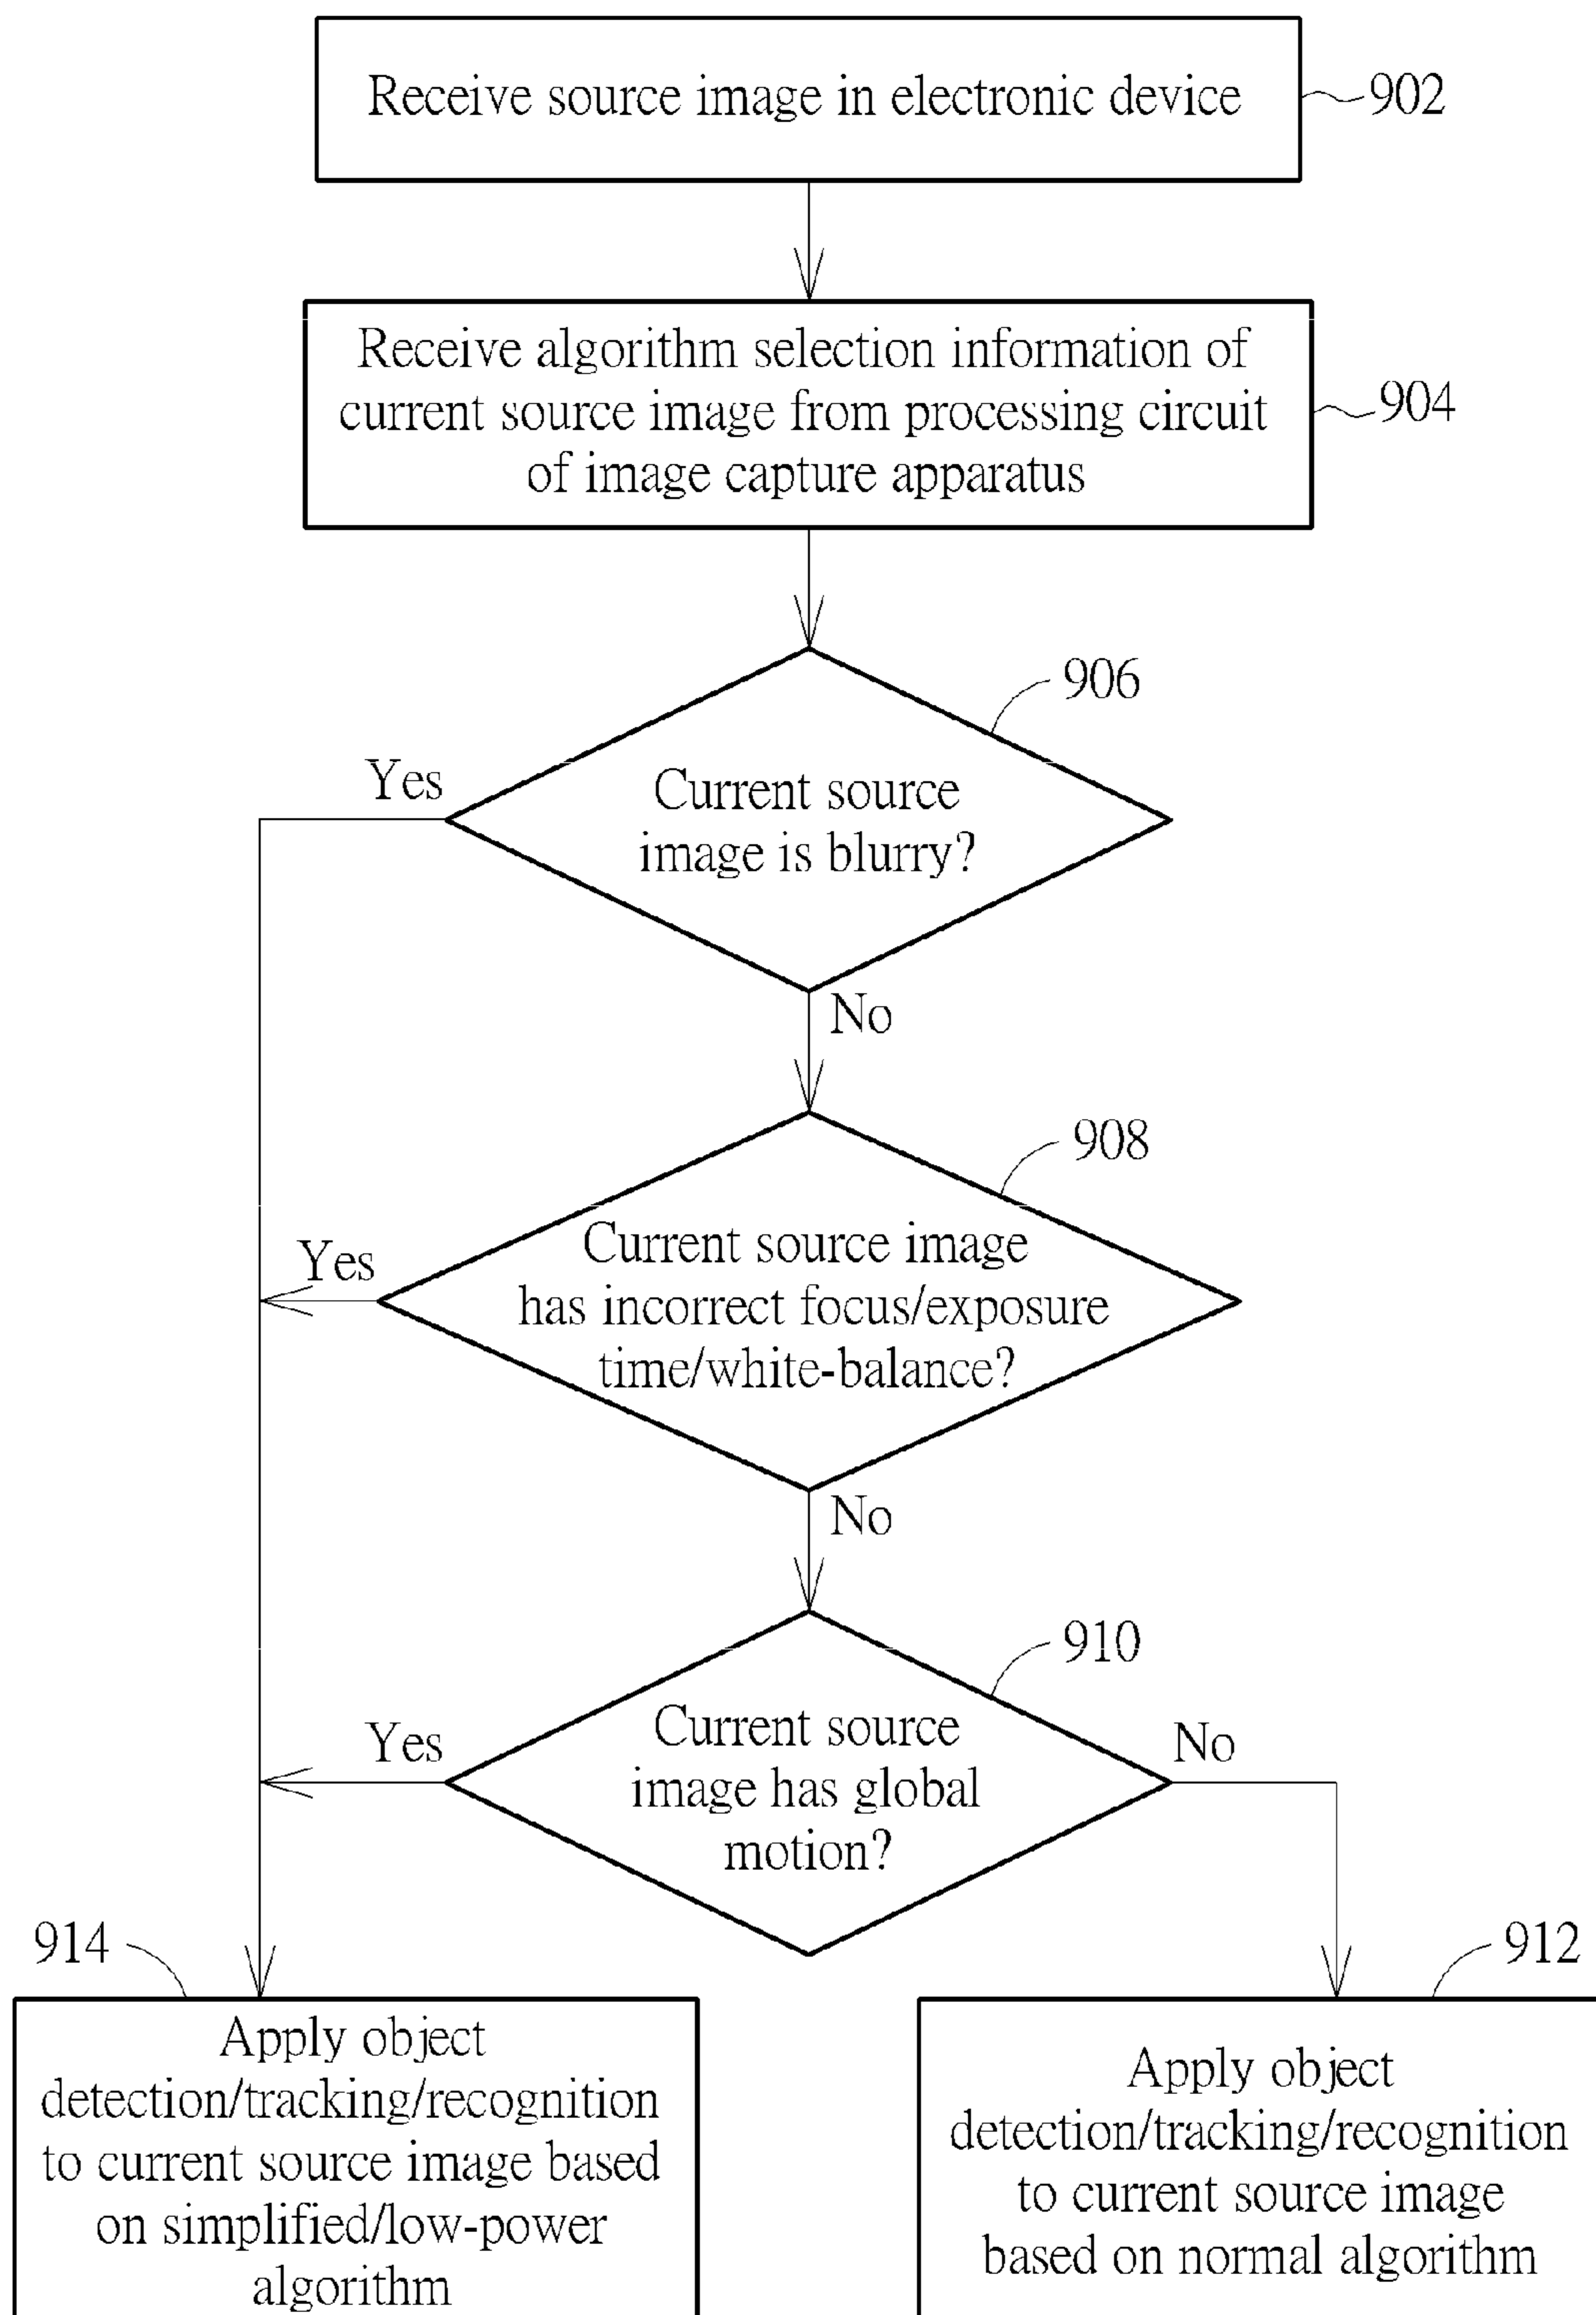 Receive source image in electronic device
902
Receive algorithm selection information of
current source image from processing circuit
of image capture apparatus
904
906
Yes
Current source
image is blurry?
No
908
Yes
Current source image
has incorrect focus/exposure
time/white-balance?
No
910
Yes
Current source
image has global
motion?
No
914
Apply object
detection/tracking/recognition
to current source image based
on simplified/low-power
algorithm
912
Apply object
detection/tracking/recognition
to current source image
based on normal algorithm